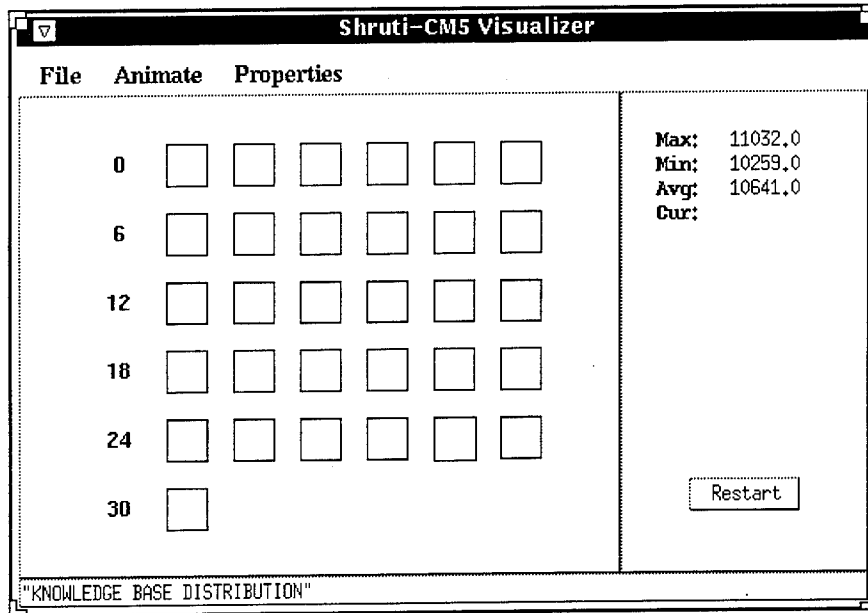 Shruti-CM5 Visualizer
File Animate Properties
0
6
12
18
24
30
Max: 11032.0
Min: 10259.0
Avg: 10641.0
Cur:
Restart
"KNOWLEDGE BASE DISTRIBUTION"